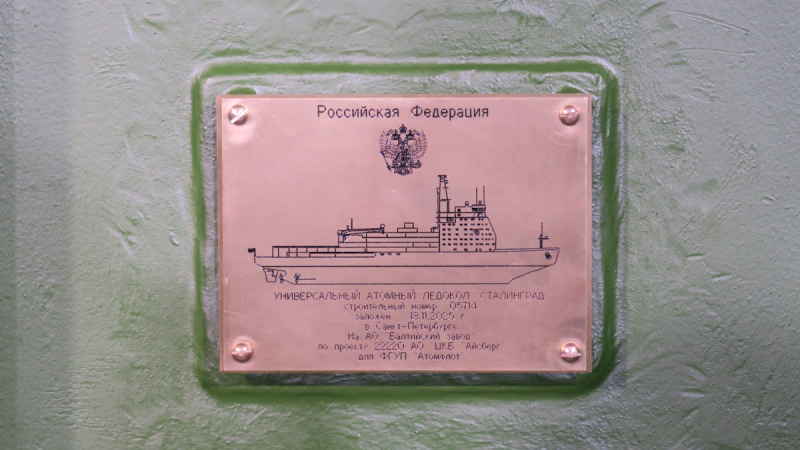 Российская Федерация
УНИВЕРСАЛЬНЫЙ АТОМНЫЙ ЛЕДОКОЛ "СТАЛИНГРАД"
строительный номер 05714
заложен 18.11.2025 г.
в Санкт-Петербурге
На АО "Балтийский завод"
по проекту 22220 АО "ЦКБ "Айсберг"
для ФГУП "Атомфлот"